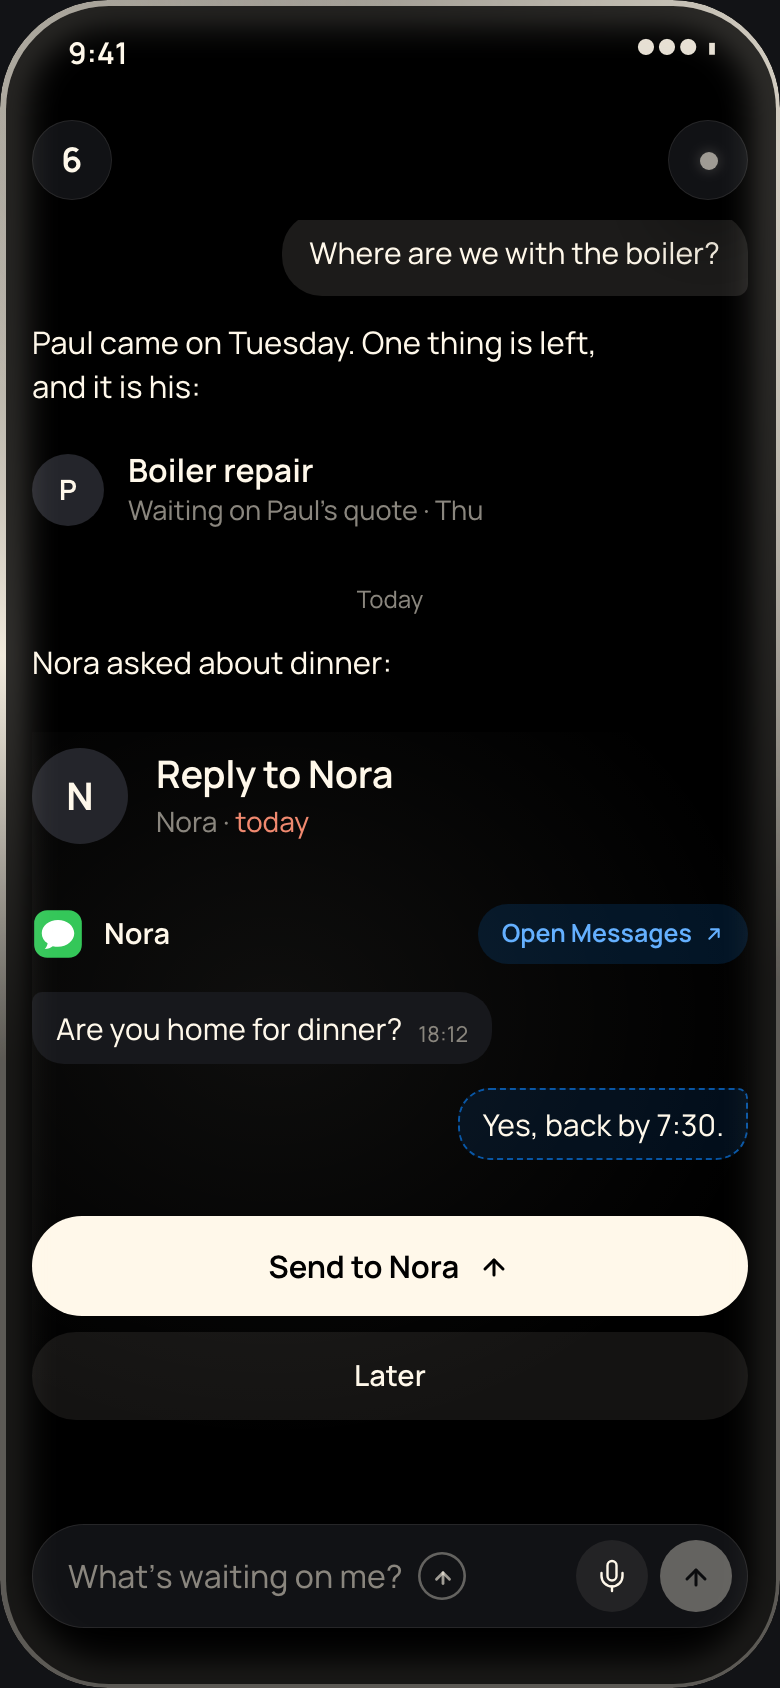 9:41
6
Where are we with the boiler?
Paul came on Tuesday. One thing is left,
and it is his:
P
Boiler repair
Waiting on Paul’s quote · Thu
Today
Nora asked about dinner:
N
Reply to Nora
Nora · today
Nora
Open Messages ↗
Are you home for dinner? 18:12
Yes, back by 7:30.
Send to Nora ↑
Later
What’s waiting on me?